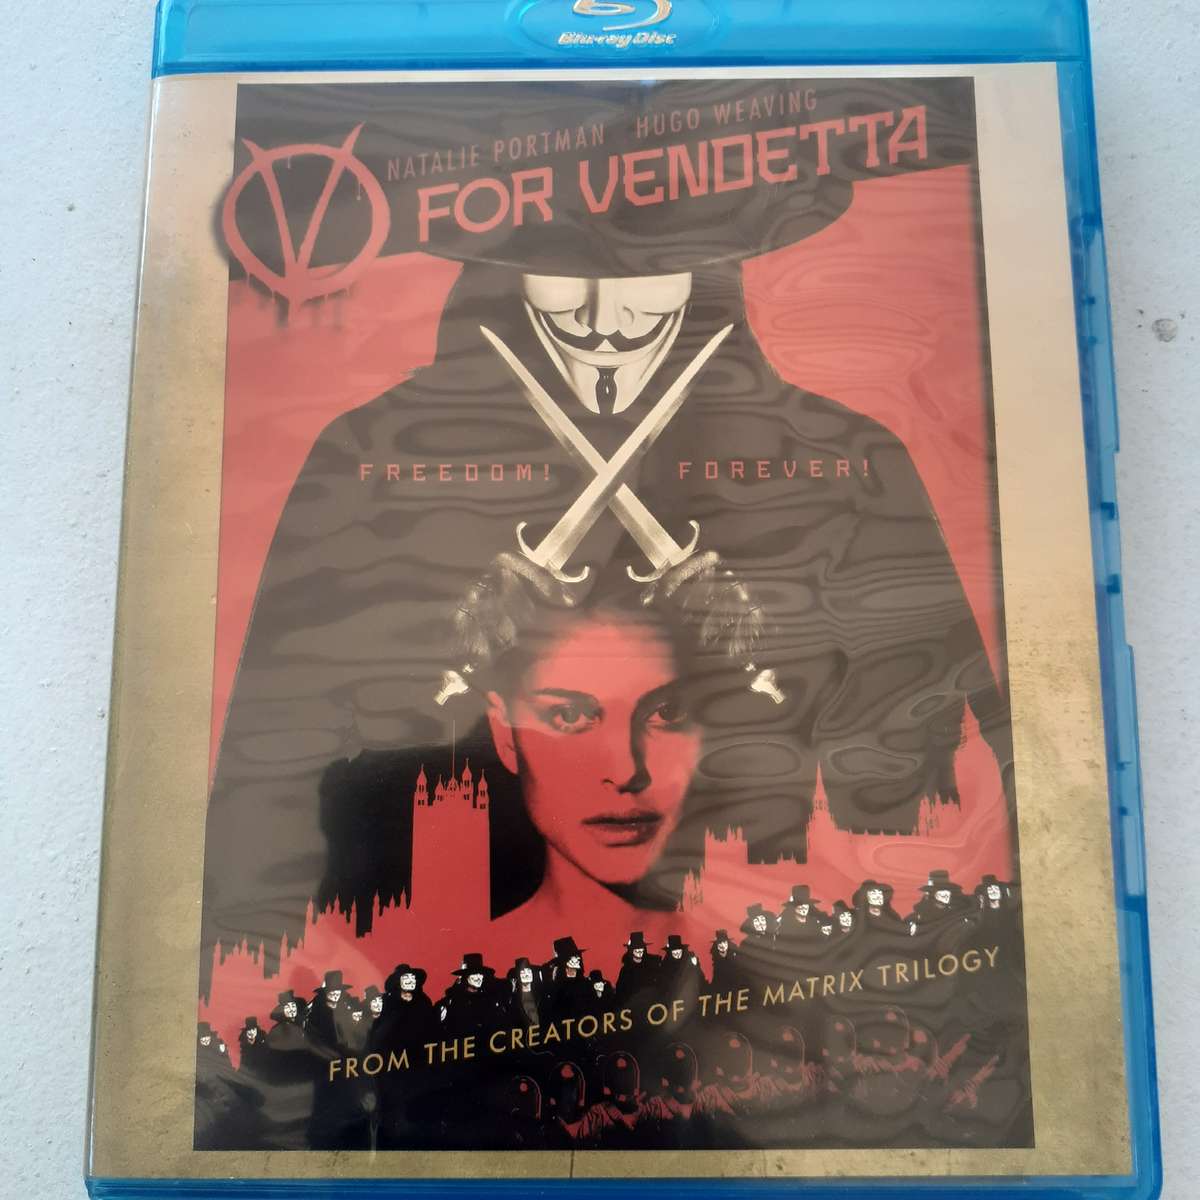 Blu-ray Disc
NATALIE PORTMAN HUGO WEAVING
V FOR VENDETTA
FREEDOM! FOREVER!
FROM THE CREATORS OF THE MATRIX TRILOGY